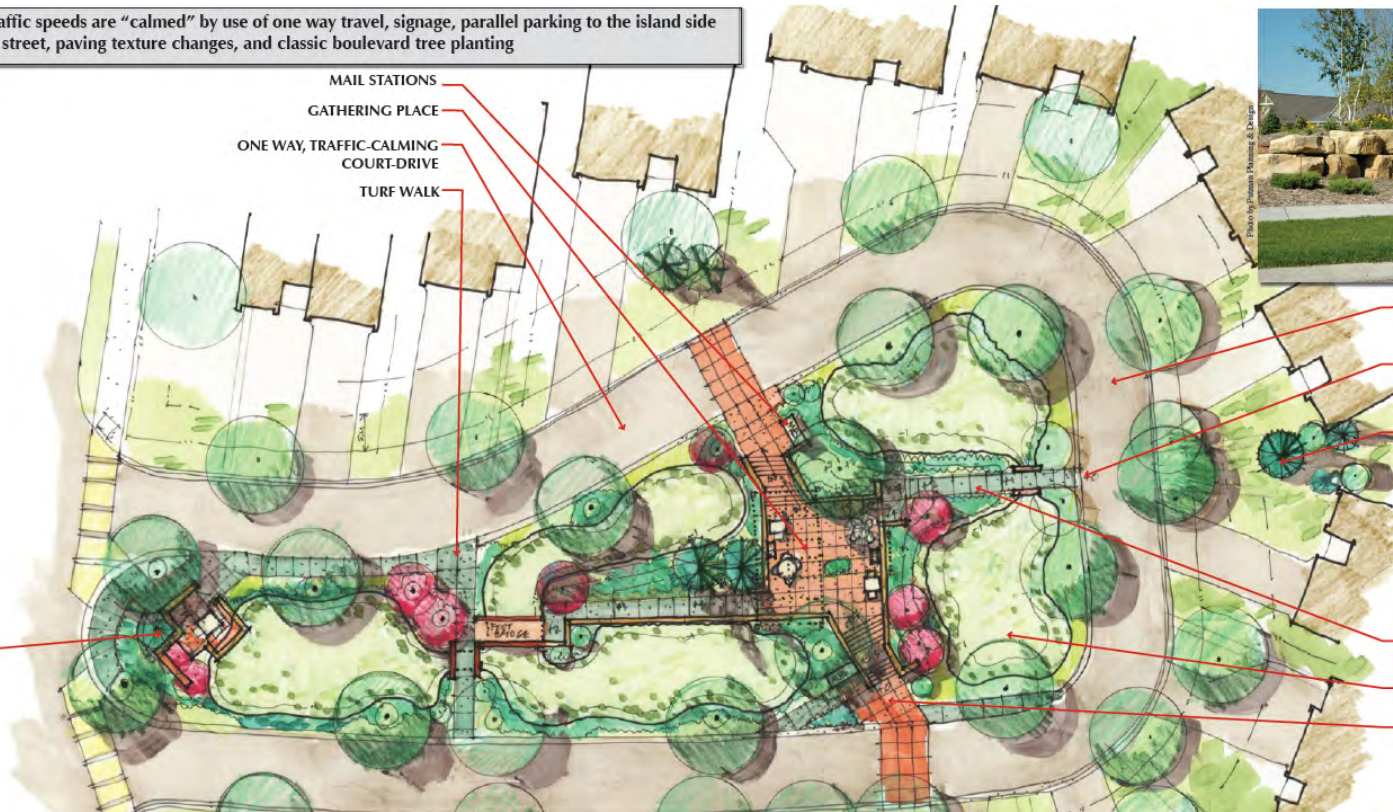 affic speeds are “calmed” by use of one way travel, signage, parallel parking to the island side
street, paving texture changes, and classic boulevard tree planting
MAIL STATIONS
GATHERING PLACE
ONE WAY, TRAFFIC-CALMING
COURT-DRIVE
TURF WALK
Photo by Putman Planning & Design
BRIDGE